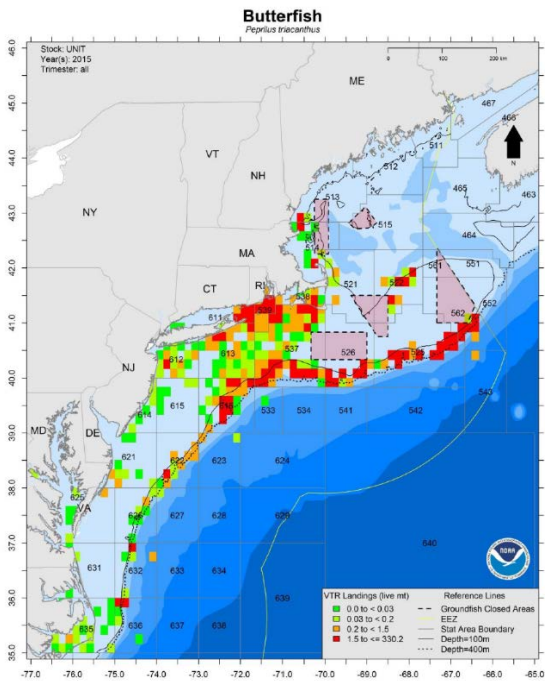 Butterfish
Peprilus triacanthus
Stock: UNIT
Year(s): 2015
Trimester: all
0 100 200 km
46.0
45.0
44.0
43.0
42.0
41.0
40.0
39.0
38.0
37.0
36.0
35.0
ME
467
466
511
VT
512
NH
465
463
513
515
NY
464
514
MA
551
521
522
RI
CT
538
552
562
611
539
613
537
526
525
612
NJ
543
615
533
534
541
542
614
616
MD
DE
621
622
623
624
625
VA
626
627
628
629
640
631
632
633
634
NOAA
639
635
636
637
638
VTR Landings (live mt)
0.0 to < 0.03
0.03 to < 0.2
0.2 to < 1.5
1.5 to <= 330.2
Reference Lines
Groundfish Closed Areas
EEZ
Stat Area Boundary
Depth=100m
Depth=400m
N
-77.0 -76.0 -75.0 -74.0 -73.0 -72.0 -71.0 -70.0 -69.0 -68.0 -67.0 -66.0 -65.0